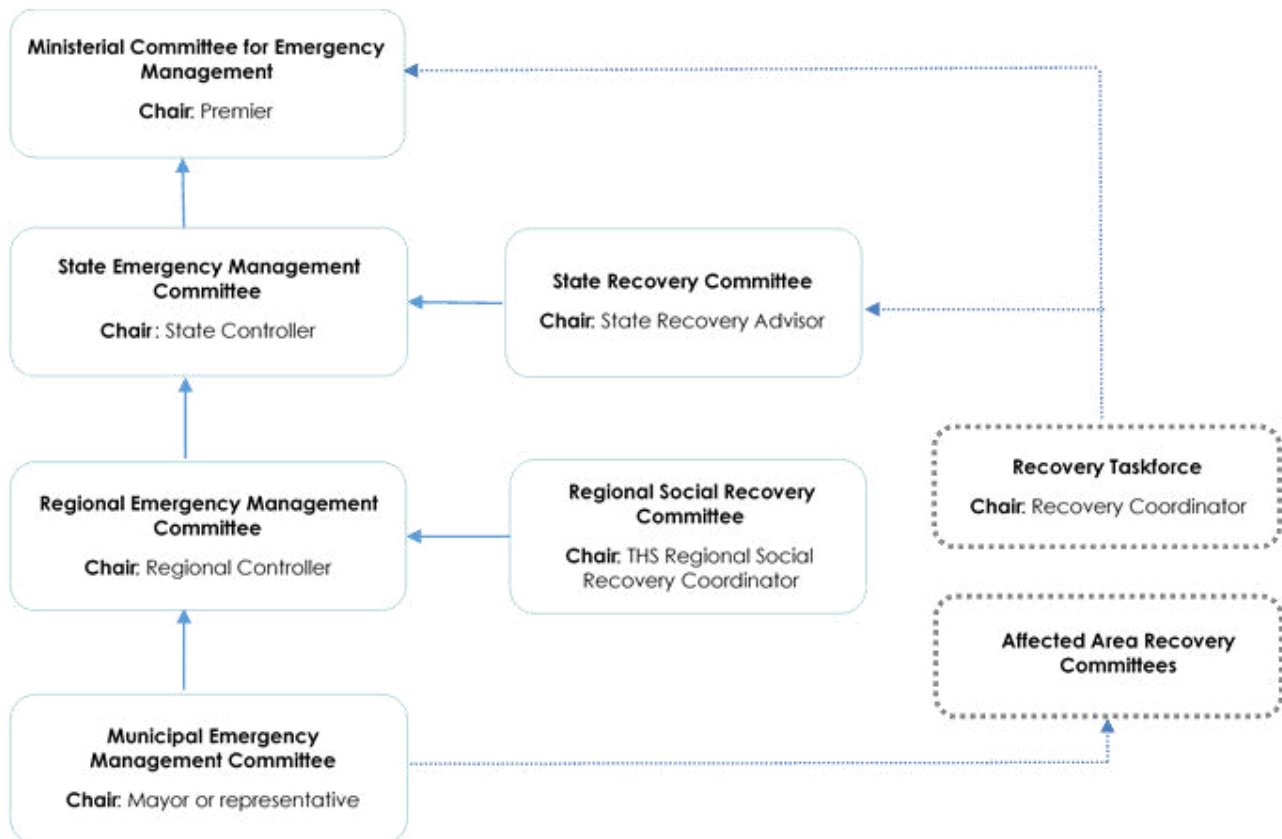 Ministerial Committee for Emergency
Management
Chair: Premier
State Emergency Management
Committee
Chair : State Controller
State Recovery Committee
Chair: State Recovery Advisor
Recovery Taskforce
Chair: Recovery Coordinator
Regional Emergency Management
Committee
Chair: Regional Controller
Regional Social Recovery
Committee
Chair: THS Regional Social
Recovery Coordinator
Affected Area Recovery
Committees
Municipal Emergency
Management Committee
Chair: Mayor or representative